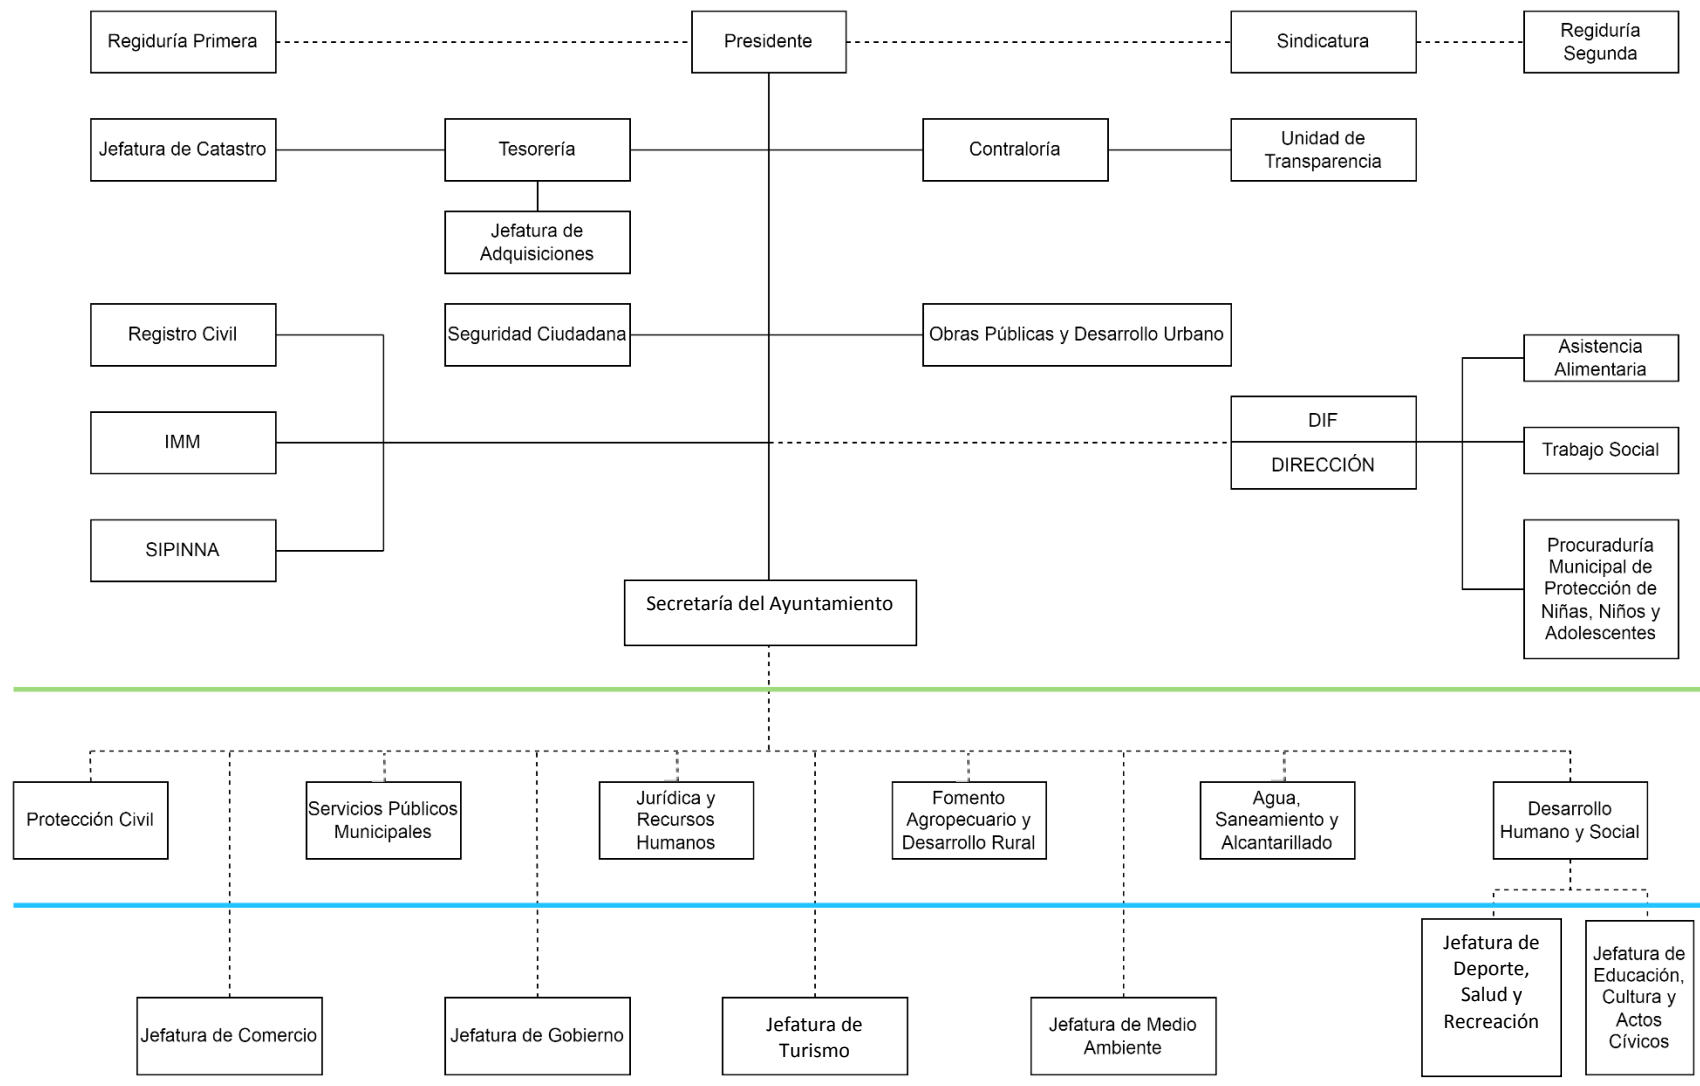 Regiduría Primera
Presidente
Sindicatura
Regiduría
Segunda
Jefatura de Catastro
Tesorería
Contraloría
Unidad de
Transparencia
Jefatura de
Adquisiciones
Registro Civil
Seguridad Ciudadana
Obras Públicas y Desarrollo Urbano
Asistencia
Alimentaria
IMM
DIF
DIRECCIÓN
Trabajo Social
SIPINNA
Procuraduría
Municipal de
Protección de
Niñas, Niños y
Adolescentes
Secretaría del Ayuntamiento
Protección Civil
Servicios Públicos
Municipales
Jurídica y
Recursos
Humanos
Fomento
Agropecuario y
Desarrollo Rural
Agua,
Saneamiento y
Alcantarillado
Desarrollo
Humano y Social
Jefatura de
Deporte,
Salud y
Recreación
Jefatura de
Educación,
Cultura y
Actos
Cívicos
Jefatura de Comercio
Jefatura de Gobierno
Jefatura de
Turismo
Jefatura de Medio
Ambiente